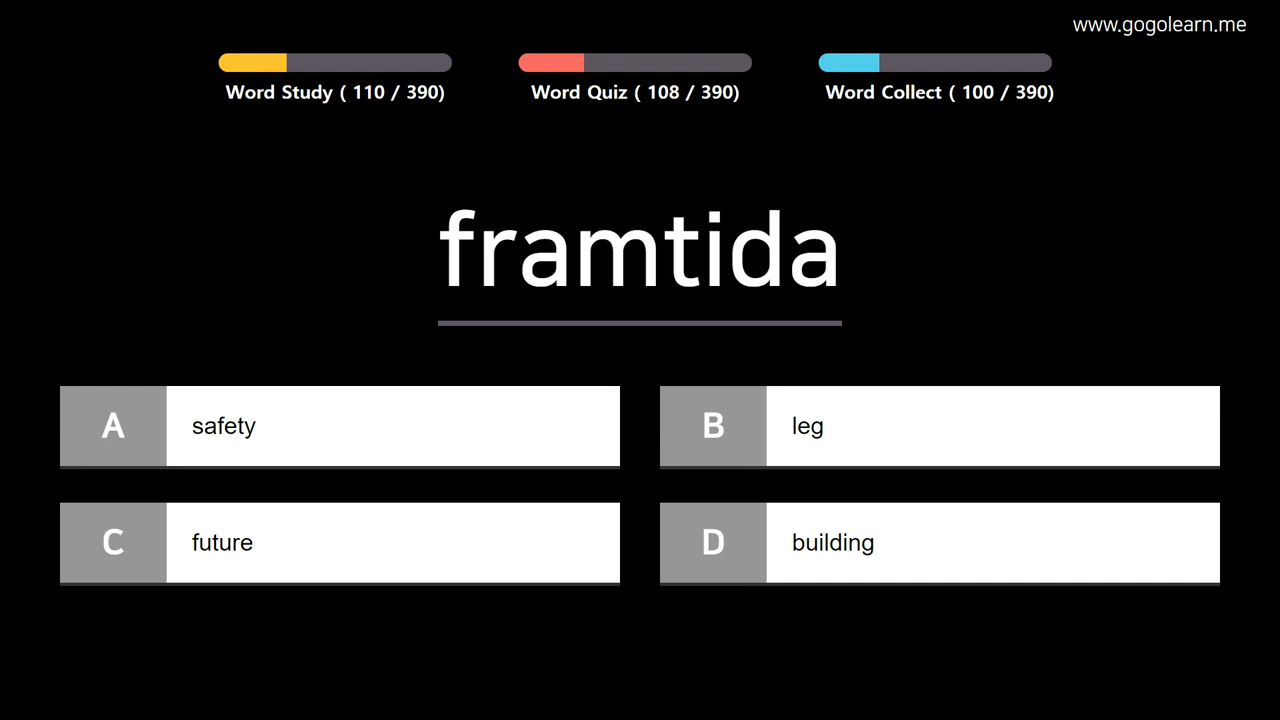 www.gogolearn.me
Word Study ( 110 / 390)
Word Quiz ( 108 / 390)
Word Collect ( 100 / 390)
framtida
A safety
B leg
C future
D building